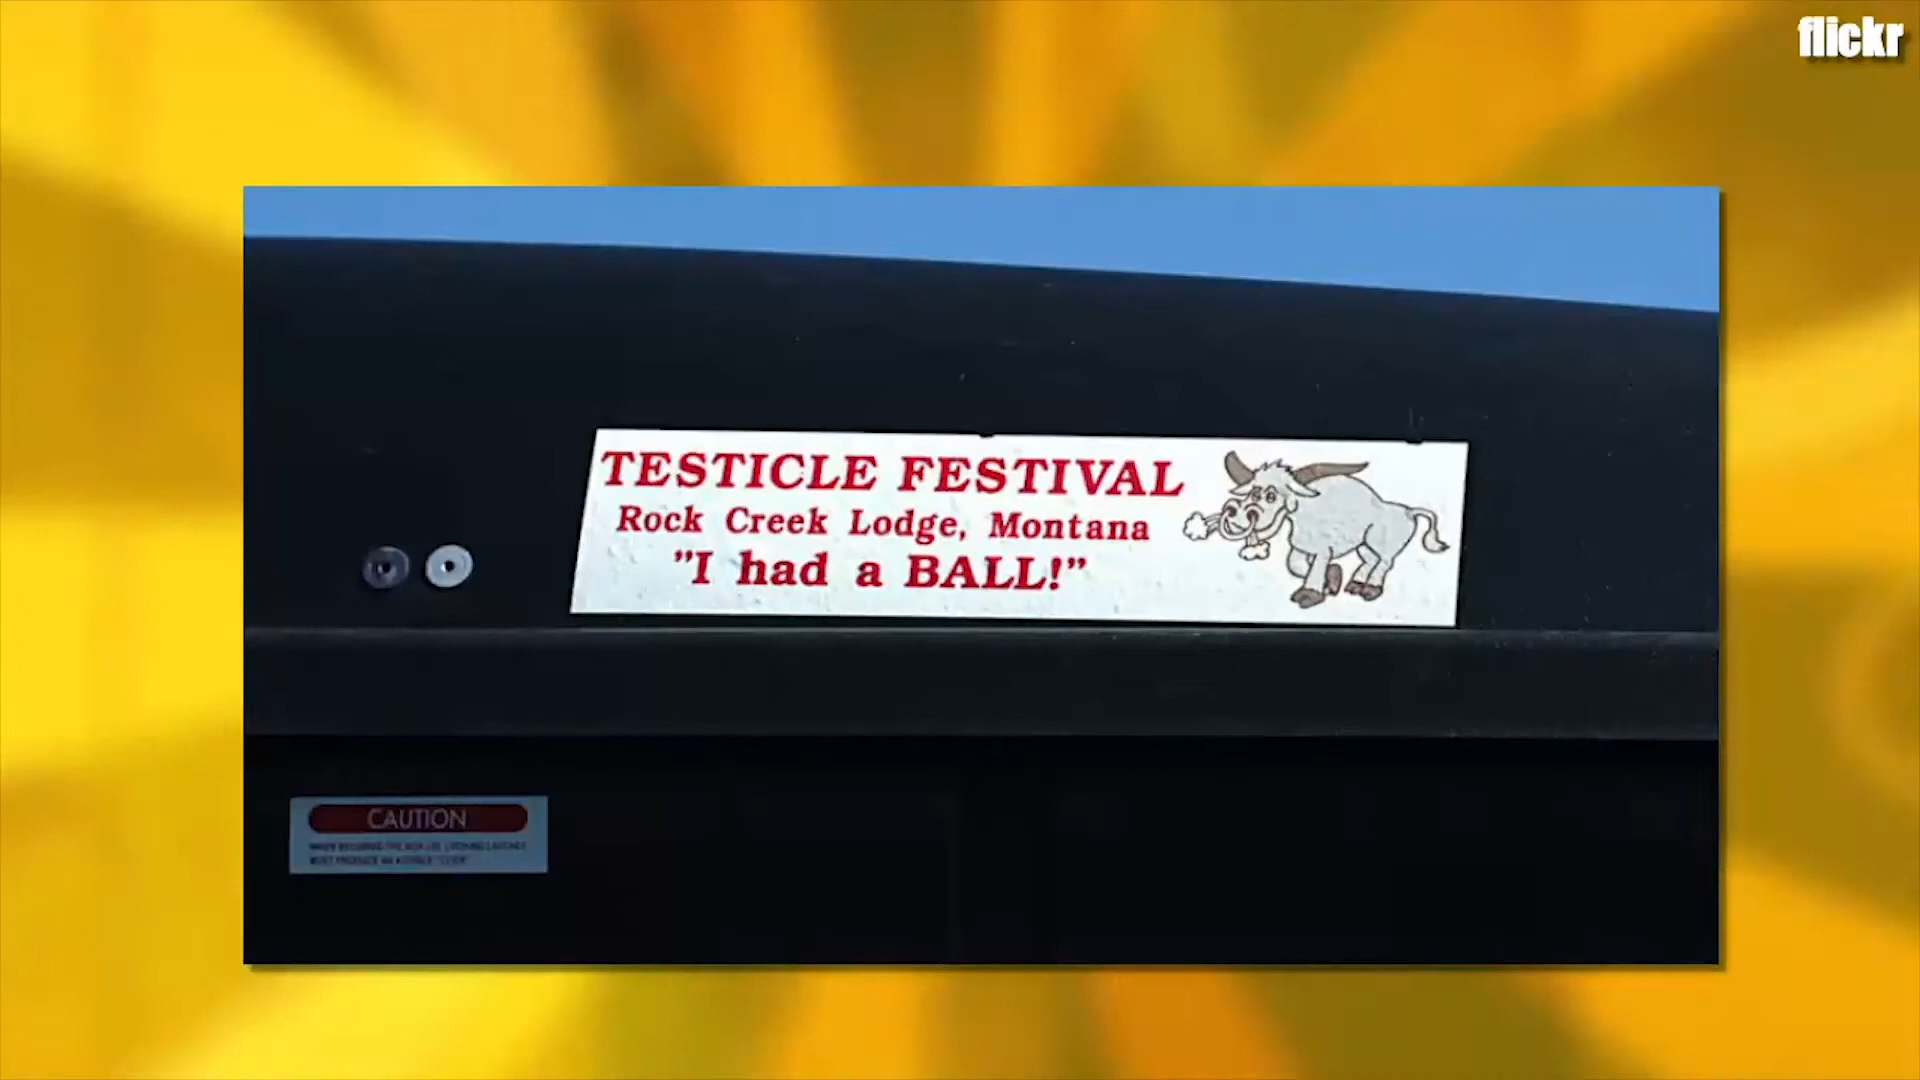 flickr
TESTICLE FESTIVAL
Rock Creek Lodge, Montana
"I had a BALL!"
CAUTION